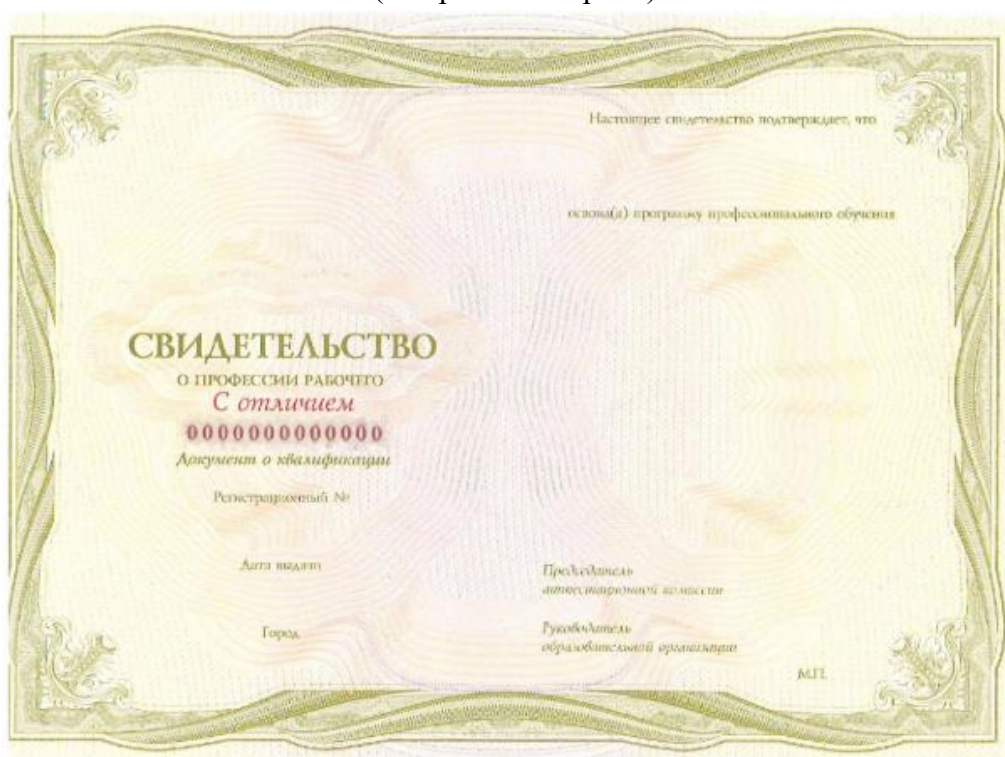 СВИДЕТЕЛЬСТВО
О ПРОФЕССИИ РАБОЧЕГО
С отличием
0000000000000
Документ о квалификации
Регистрационный №
Дата выдачи
Город
Настоящее свидетельство подтверждает, что
освоил(а) программу профессионального обучения
Председатель
аттестационной комиссии
Руководитель
образовательной организации
М.П.